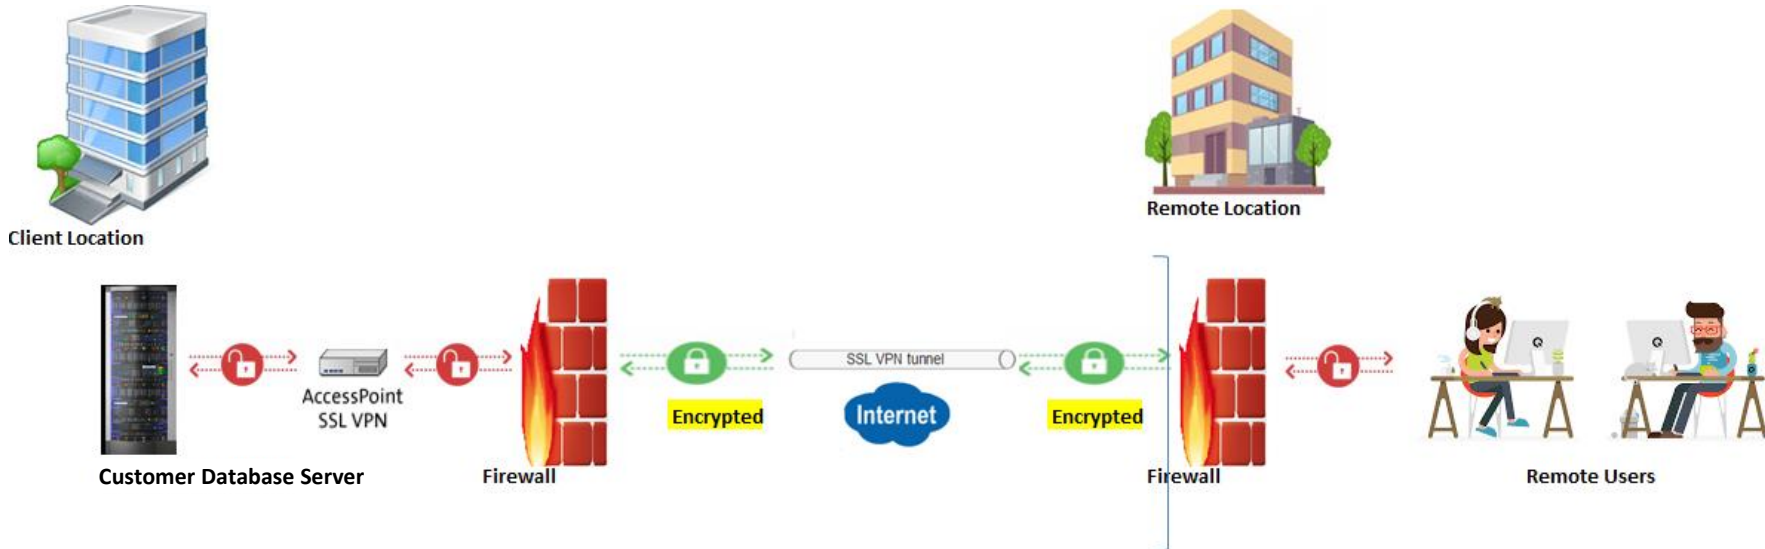 Client Location
Remote Location
AccessPoint
SSL VPN
Encrypted
SSL VPN tunnel
Internet
Encrypted
Customer Database Server
Firewall
Firewall
Remote Users